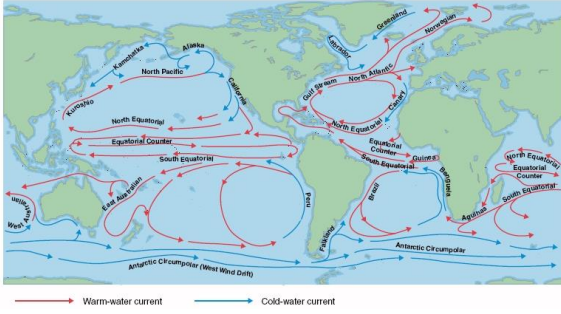 Greenland
Norwegian
Labrador
Alaska
Kamchatka
North Pacific
California
Kuroshio
Gulf Stream
North Atlantic
Canary
North Equatorial
North Equatorial
Equatorial Counter
Equatorial
Counter
South Equatorial
South Equatorial
Guinea
North Equatorial
Equatorial
Counter
South Equatorial
East Australian
West Australian
Peru
Brazil
Benguela
Agulhas
Falkland
Antarctic Circumpolar
Antarctic Circumpolar (West Wind Drift)
Warm-water current
Cold-water current